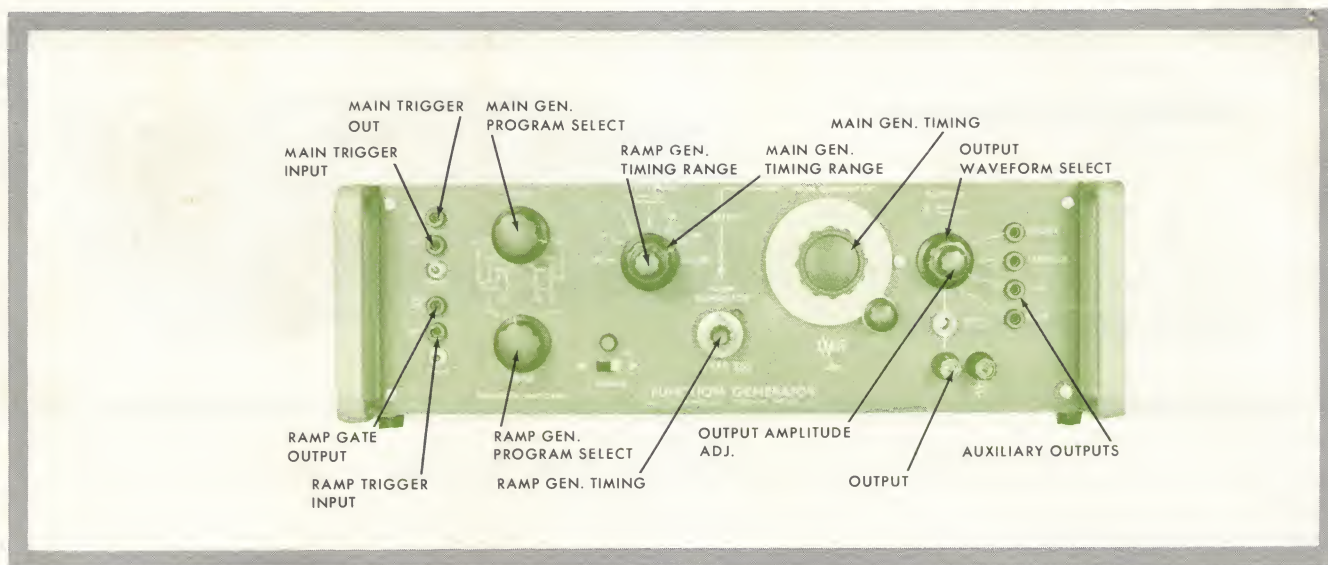 MAIN TRIGGER
OUT
MAIN GEN.
PROGRAM SELECT
MAIN TRIGGER
INPUT
RAMP GEN.
TIMING RANGE
MAIN GEN.
TIMING RANGE
MAIN GEN. TIMING
OUTPUT
WAVEFORM SELECT
FUNCTION GENERATOR
RAMP GATE
OUTPUT
RAMP TRIGGER
INPUT
RAMP GEN.
PROGRAM SELECT
RAMP GEN. TIMING
OUTPUT AMPLITUDE
ADJ.
OUTPUT
AUXILIARY OUTPUTS